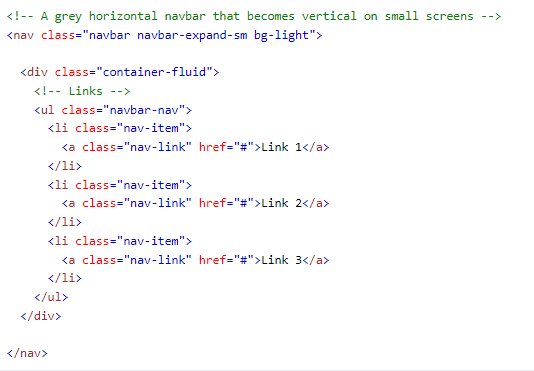 <!-- A grey horizontal navbar that becomes vertical on small screens -->
<nav class="navbar navbar-expand-sm bg-light">
<div class="container-fluid">
<!-- Links -->
<ul class="navbar-nav">
<li class="nav-item">
<a class="nav-link" href="#">Link 1</a>
</li>
<li class="nav-item">
<a class="nav-link" href="#">Link 2</a>
</li>
<li class="nav-item">
<a class="nav-link" href="#">Link 3</a>
</li>
</ul>
</div>
</nav>